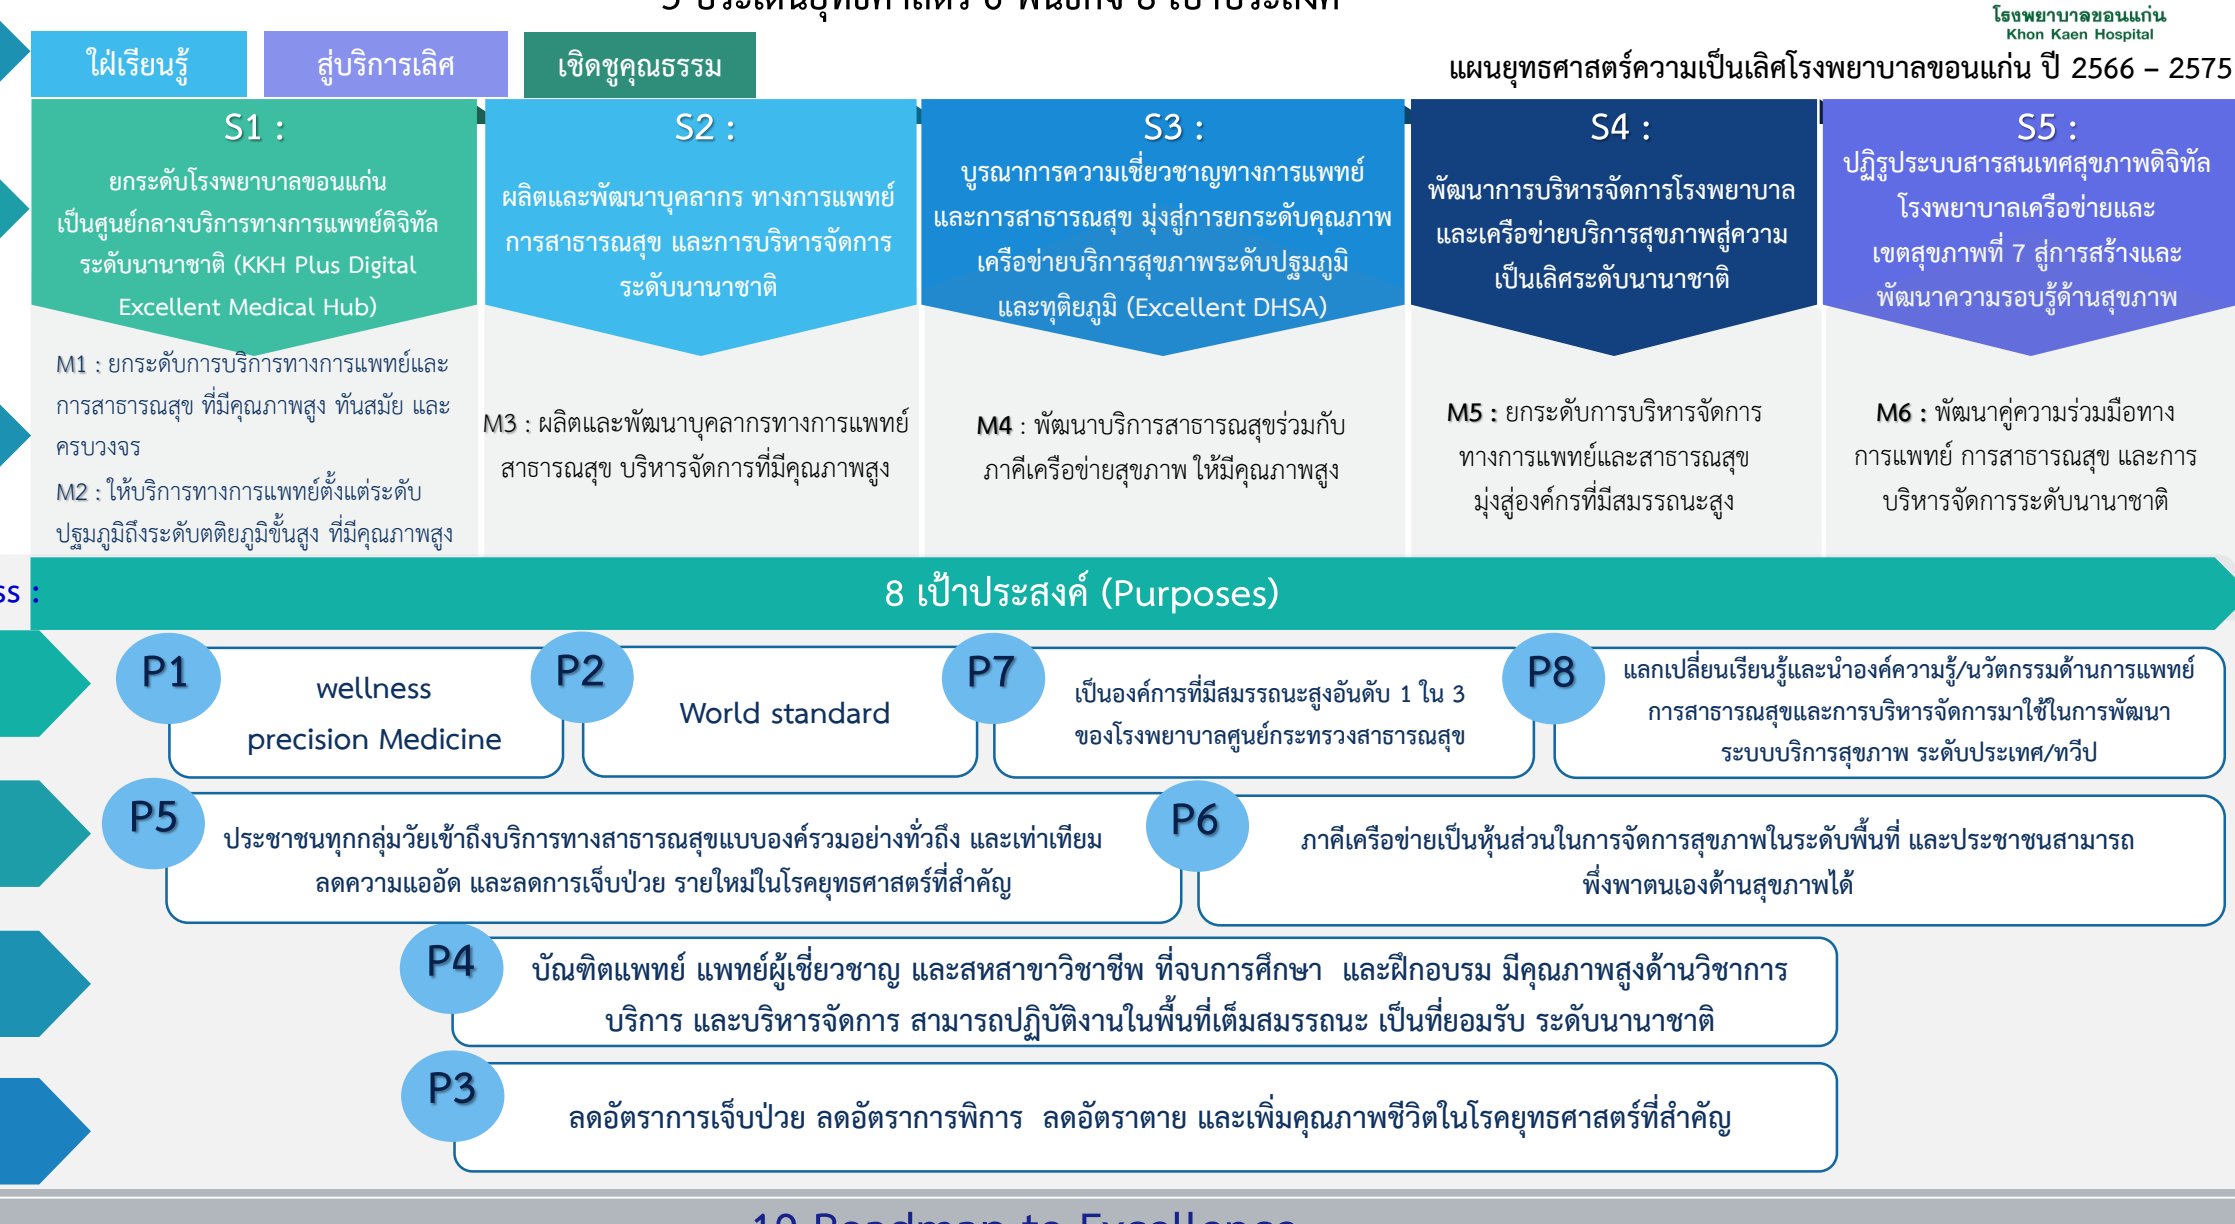 5 ประเด็นยุทธศาสตร์ 6 พันธกิจ 8 เป้าประสงค์
โรงพยาบาลขอนแก่น
Khon Kaen Hospital
ใฝ่เรียนรู้
สู่บริการเลิศ
เชิดชูคุณธรรม
แผนยุทธศาสตร์ความเป็นเลิศโรงพยาบาลขอนแก่น ปี 2566 – 2575
S1 :
ยกระดับโรงพยาบาลขอนแก่น
เป็นศูนย์กลางบริการทางการแพทย์ดิจิทัล
ระดับนานาชาติ (KKH Plus Digital
Excellent Medical Hub)
S2 :
ผลิตและพัฒนาบุคลากร ทางการแพทย์
การสาธารณสุข และการบริหารจัดการ
ระดับนานาชาติ
S3 :
บูรณาการความเชี่ยวชาญทางการแพทย์
และการสาธารณสุข มุ่งสู่การยกระดับคุณภาพ
เครือข่ายบริการสุขภาพระดับปฐมภูมิ
และทุติยภูมิ (Excellent DHSA)
S4 :
พัฒนาการบริหารจัดการโรงพยาบาล
และเครือข่ายบริการสุขภาพสู่ความ
เป็นเลิศระดับนานาชาติ
S5 :
ปฏิรูประบบสารสนเทศสุขภาพดิจิทัล
โรงพยาบาลเครือข่ายและ
เขตสุขภาพที่ 7 สู่การสร้างและ
พัฒนาความรอบรู้ด้านสุขภาพ
M1 : ยกระดับการบริการทางการแพทย์และ
การสาธารณสุข ที่มีคุณภาพสูง ทันสมัย และ
ครบวงจร
M2 : ให้บริการทางการแพทย์ตั้งแต่ระดับ
ปฐมภูมิถึงระดับตติยภูมิขั้นสูง ที่มีคุณภาพสูง
M3 : ผลิตและพัฒนาบุคลากรทางการแพทย์
สาธารณสุข บริหารจัดการที่มีคุณภาพสูง
M4 : พัฒนาบริการสาธารณสุขร่วมกับ
ภาคีเครือข่ายสุขภาพ ให้มีคุณภาพสูง
M5 : ยกระดับการบริหารจัดการ
ทางการแพทย์และสาธารณสุข
มุ่งสู่องค์กรที่มีสมรรถนะสูง
M6 : พัฒนาคู่ความร่วมมือทาง
การแพทย์ การสาธารณสุข และการ
บริหารจัดการระดับนานาชาติ
ss :
8 เป้าประสงค์ (Purposes)
P1
wellness
precision Medicine
P2
World standard
P7
เป็นองค์การที่มีสมรรถนะสูงอันดับ 1 ใน 3
ของโรงพยาบาลศูนย์กระทรวงสาธารณสุข
P8
แลกเปลี่ยนเรียนรู้และนำองค์ความรู้/นวัตกรรมด้านการแพทย์
การสาธารณสุขและการบริหารจัดการมาใช้ในการพัฒนา
ระบบบริการสุขภาพ ระดับประเทศ/ทวีป
P5
ประชาชนทุกกลุ่มวัยเข้าถึงบริการทางสาธารณสุขแบบองค์รวมอย่างทั่วถึง และเท่าเทียม
ลดความแออัด และลดการเจ็บป่วย รายใหม่ในโรคยุทธศาสตร์ที่สำคัญ
P6
ภาคีเครือข่ายเป็นหุ้นส่วนในการจัดการสุขภาพในระดับพื้นที่ และประชาชนสามารถ
พึ่งพาตนเองด้านสุขภาพได้
P4
บัณฑิตแพทย์ แพทย์ผู้เชี่ยวชาญ และสหสาขาวิชาชีพ ที่จบการศึกษา และฝึกอบรม มีคุณภาพสูงด้านวิชาการ
บริการ และบริหารจัดการ สามารถปฏิบัติงานในพื้นที่เต็มสมรรถนะ เป็นที่ยอมรับ ระดับนานาชาติ
P3
ลดอัตราการเจ็บป่วย ลดอัตราการพิการ ลดอัตราตาย และเพิ่มคุณภาพชีวิตในโรคยุทธศาสตร์ที่สำคัญ
10 Roadmap to Excellence